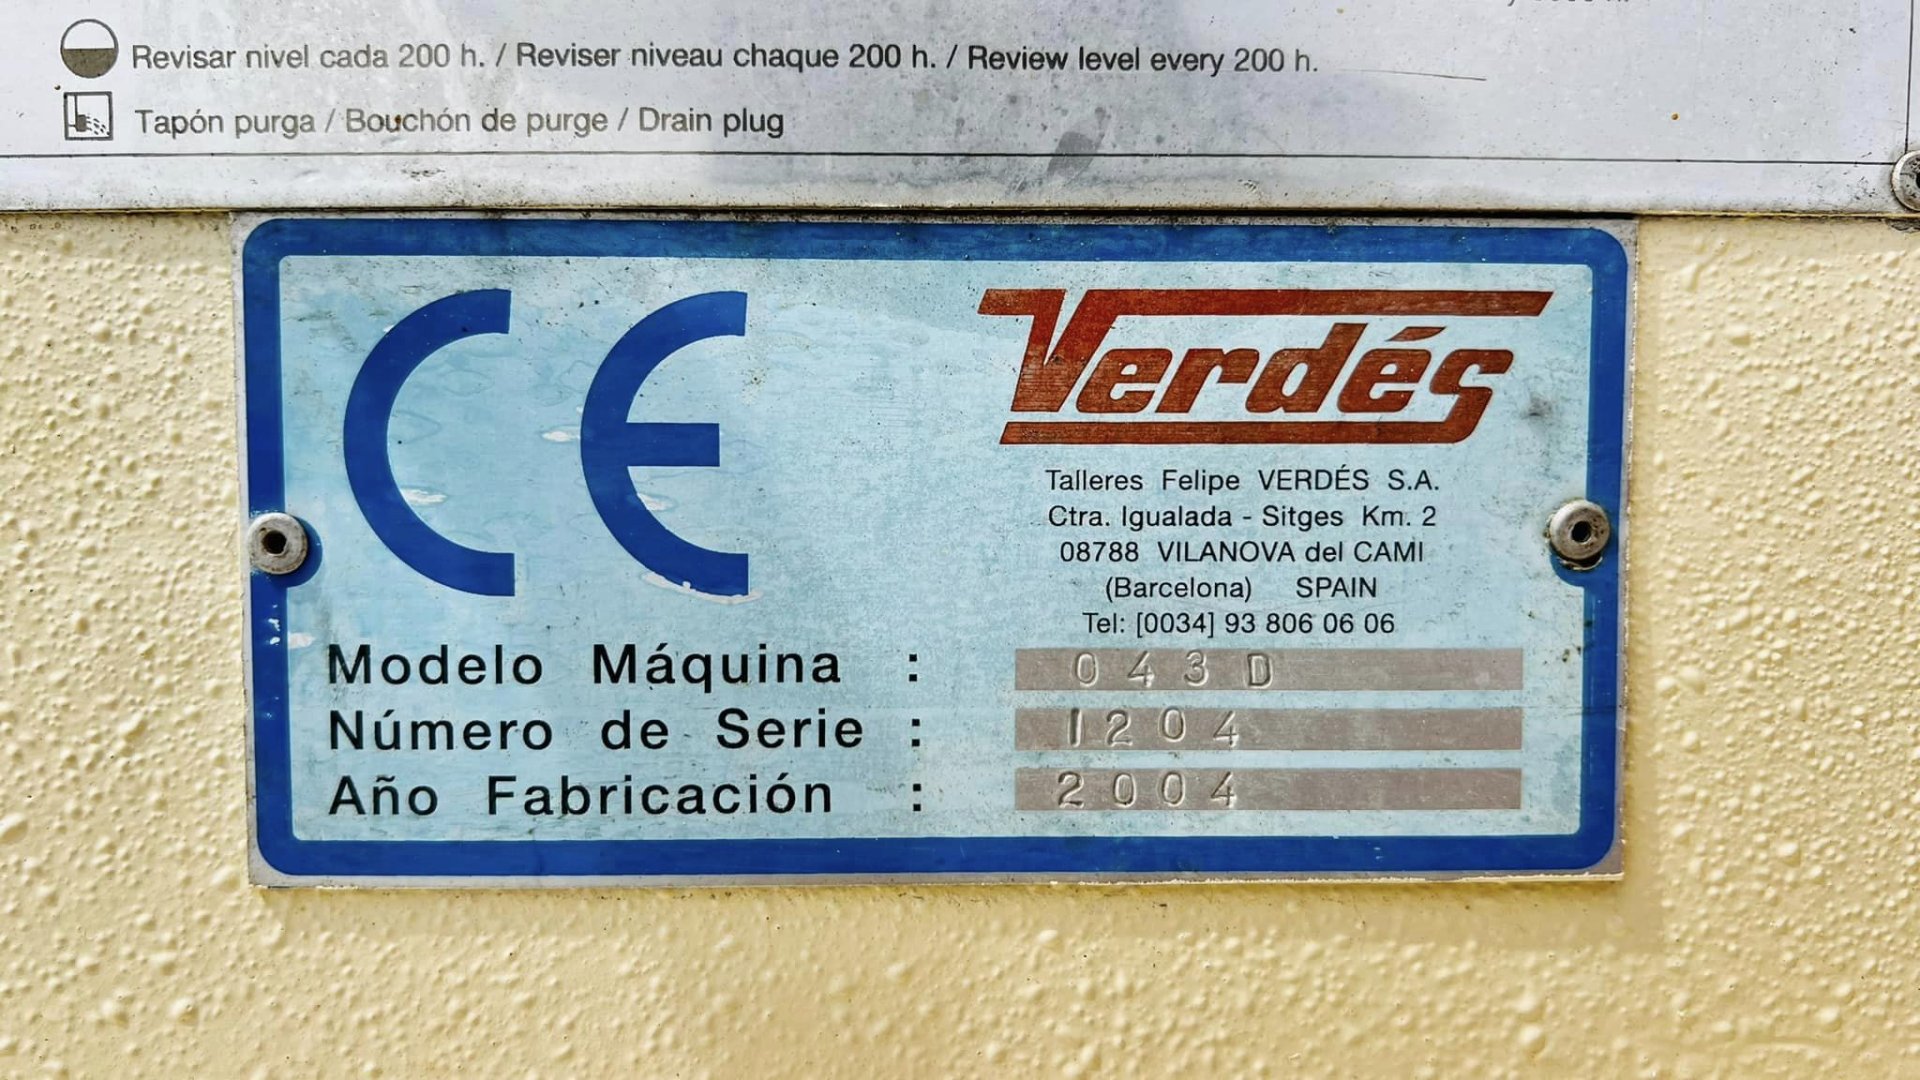 Revisar nivel cada 200 h. / Reviser niveau chaque 200 h. / Review level every 200 h.
Tapón purga / Bouchón de purge / Drain plug
CE
Verdés
Talleres Felipe VERDÉS S.A.
Ctra. Igualada - Sitges Km. 2
08788 VILANOVA del CAMI
(Barcelona) SPAIN
Tel: [0034] 93 806 06 06
Modelo Máquina : 043D
Número de Serie : 1204
Año Fabricación : 2004